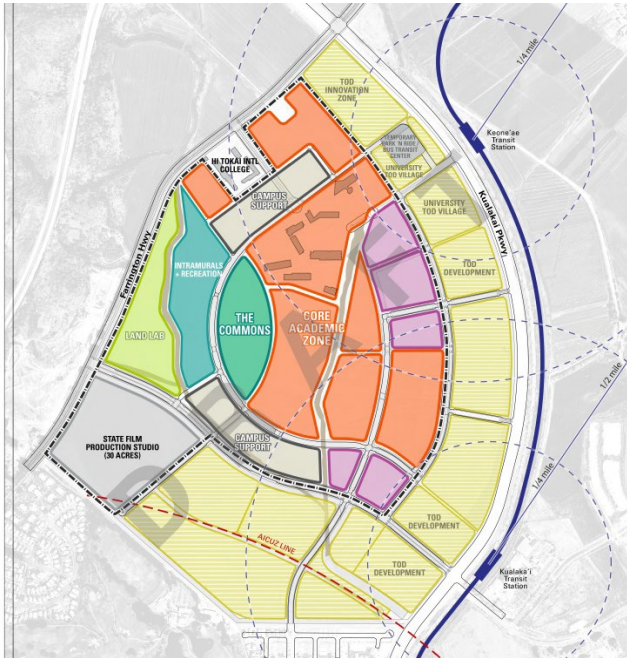 1/4 mile
TOD
INNOVATION
ZONE
Keone'ae
Transit
Station
TEMPORARY
PARK 'N RIDE /
BUS TRANSIT
CENTER
HI TOKAI INTL
COLLEGE
UNIVERSITY
TOD VILLAGE
CAMPUS
SUPPORT
UNIVERSITY
TOD VILLAGE
Kualakai Pkwy.
Farrington Hwy
INTRAMURALS
+ RECREATION
TOD
DEVELOPMENT
THE
COMMONS
CORE
ACADEMIC
ZONE
LAND LAB
1/2 mile
STATE FILM
PRODUCTION STUDIO
(30 ACRES)
CAMPUS
SUPPORT
1/4 mile
TOD
DEVELOPMENT
AICUZ LINE
TOD
DEVELOPMENT
Kualaka'i
Transit
Station
DRAFT